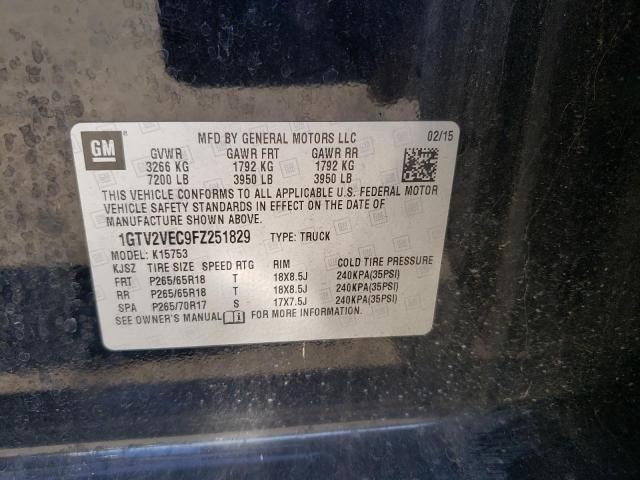 GM
MFD BY GENERAL MOTORS LLC 02/15
GVWR GAWR FRT GAWR RR
3266 KG 1792 KG 1792 KG
7200 LB 3950 LB 3950 LB
THIS VEHICLE CONFORMS TO ALL APPLICABLE U.S. FEDERAL MOTOR
VEHICLE SAFETY STANDARDS IN EFFECT ON THE DATE OF
MANUFACTURE SHOWN ABOVE.
1GTV2VEC9FZ251829 TYPE: TRUCK
MODEL: K15753
KJSZ TIRE SIZE SPEED RTG RIM COLD TIRE PRESSURE
FRT P265/65R18 T 18X8.5J 240KPA(35PSI)
RR P265/65R18 T 18X8.5J 240KPA(35PSI)
SPA P265/70R17 S 17X7.5J 240KPA(35PSI)
SEE OWNER'S MANUAL FOR MORE INFORMATION.